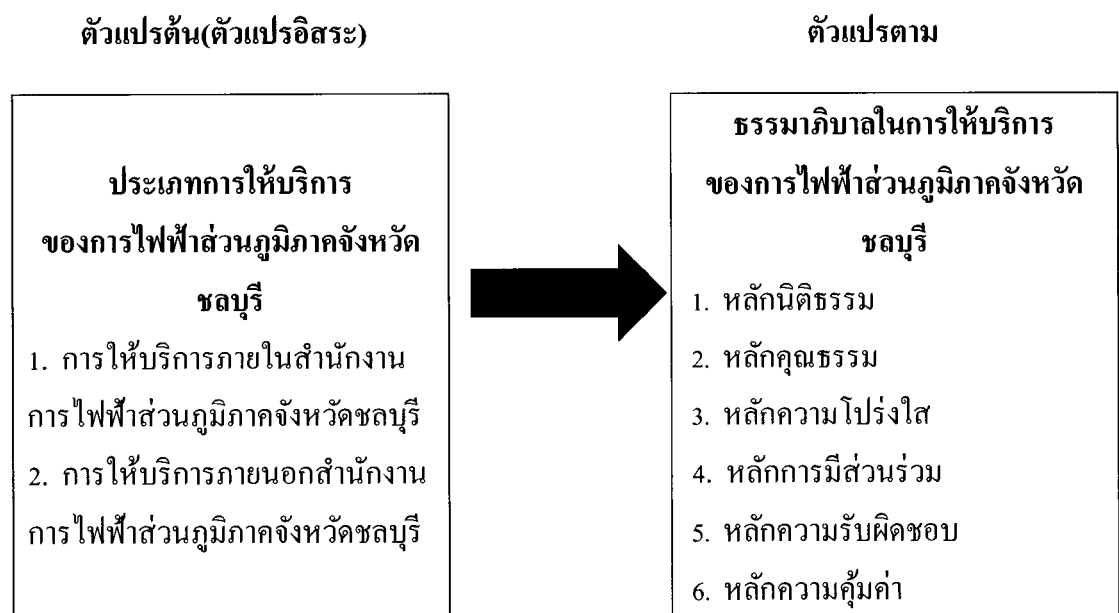 ตัวแปรต้น(ตัวแปรอิสระ)
ประเภทการให้บริการ
ของการไฟฟ้าส่วนภูมิภาคจังหวัด
ชลบุรี
1. การให้บริการภายในสำนักงาน
การไฟฟ้าส่วนภูมิภาคจังหวัดชลบุรี
2. การให้บริการภายนอกสำนักงาน
การไฟฟ้าส่วนภูมิภาคจังหวัดชลบุรี
ตัวแปรตาม
ธรรมาภิบาลในการให้บริการ
ของการไฟฟ้าส่วนภูมิภาคจังหวัด
ชลบุรี
1. หลักนิติธรรม
2. หลักคุณธรรม
3. หลักความโปร่งใส
4. หลักการมีส่วนร่วม
5. หลักความรับผิดชอบ
6. หลักความคุ้มค่า